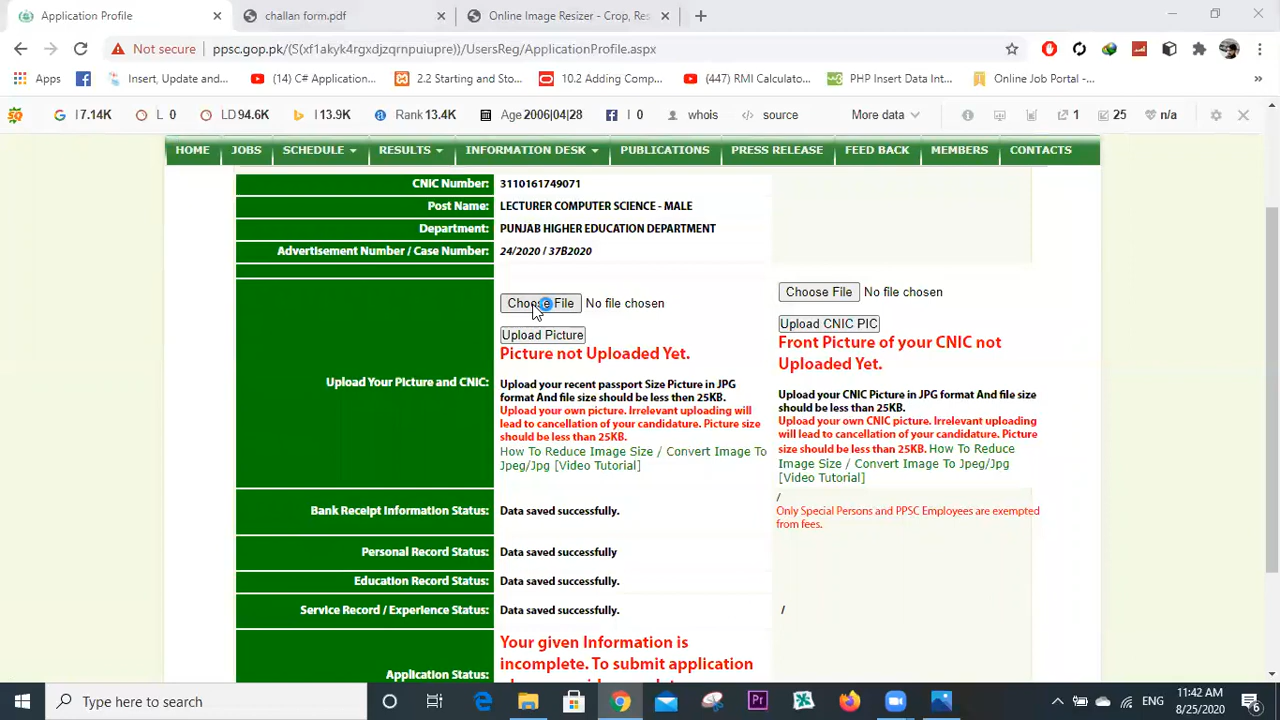 Application Profile
challan form.pdf
Online Image Resizer - Crop, Res
Not secure
ppsc.gop.pk/(S(xf1akyk4rgxdjzqrnpuiupre))/UsersReg/ApplicationProfile.aspx
Apps
Insert, Update and...
(14) C# Application...
2.2 Starting and Sto...
10.2 Adding Comp...
(447) RMI Calculato...
PHP Insert Data Int...
Online Job Portal -...
I 7.14K
L 0
LD 94.6K
I 13.9K
Rank 13.4K
Age 2006|04|28
I 0
whois
source
More data
1
25
n/a
HOME
JOBS
SCHEDULE
RESULTS
INFORMATION DESK
PUBLICATIONS
PRESS RELEASE
FEED BACK
MEMBERS
CONTACTS
CNIC Number: 3110161749071
Post Name: LECTURER COMPUTER SCIENCE - MALE
Department: PUNJAB HIGHER EDUCATION DEPARTMENT
Advertisement Number / Case Number: 24/2020 / 37B2020
Upload Your Picture and CNIC:
Choose File No file chosen
Upload Picture
Picture not Uploaded Yet.
Upload your recent passport Size Picture in JPG
format And file size should be less then 25KB.
Upload your own picture. Irrelevant uploading will
lead to cancellation of your candidature. Picture size
should be less than 25KB.
How To Reduce Image Size / Convert Image To
Jpeg/Jpg [Video Tutorial]
Choose File No file chosen
Upload CNIC PIC
Front Picture of your CNIC not
Uploaded Yet.
Upload your CNIC Picture in JPG format And file size
should be less than 25KB.
Upload your own CNIC picture. Irrelevant uploading
will lead to cancellation of your candidature. Picture
size should be less than 25KB. How To Reduce
Image Size / Convert Image To Jpeg/Jpg
[Video Tutorial]
Bank Receipt Information Status: Data saved successfully.
/
Only Special Persons and PPSC Employees are exempted
from fees.
Personal Record Status: Data saved successfully
Education Record Status: Data saved successfully.
Service Record / Experience Status: Data saved successfully. /
Application Status:
Your given Information is
incomplete. To submit application
Type here to search
ENG
11:42 AM
8/25/2020
6